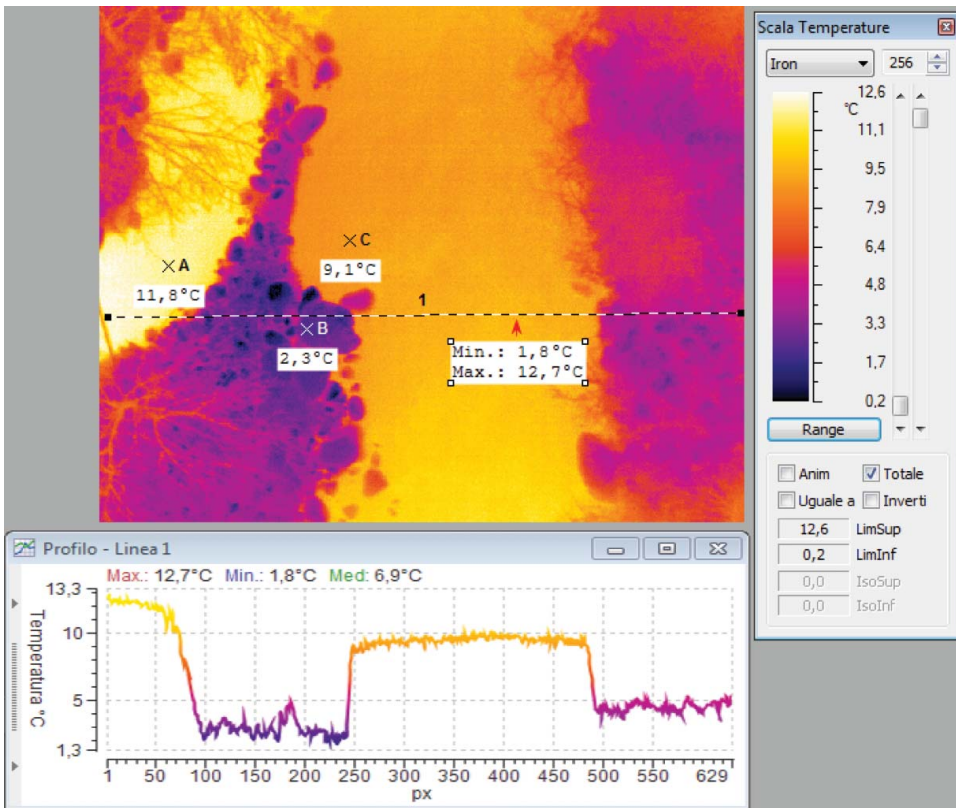 A
11,8°C
C
9,1°C
1
B
2,3°C
Min.: 1,8°C
Max.: 12,7°C
Scala Temperature
Iron 256
°C
12,6
11,1
9,5
7,9
6,4
4,8
3,3
1,7
0,2
Range
Anim Totale
Uguale a Inverti
12,6 LimSup
0,2 LimInf
0,0 IsoSup
0,0 IsoInf
Profilo - Linea 1
Max.: 12,7°C Min.: 1,8°C Med: 6,9°C
Temperatura °C
13,3
10
5
1,3
1 50 100 150 200 250 300 350 400 450 500 550 629
px